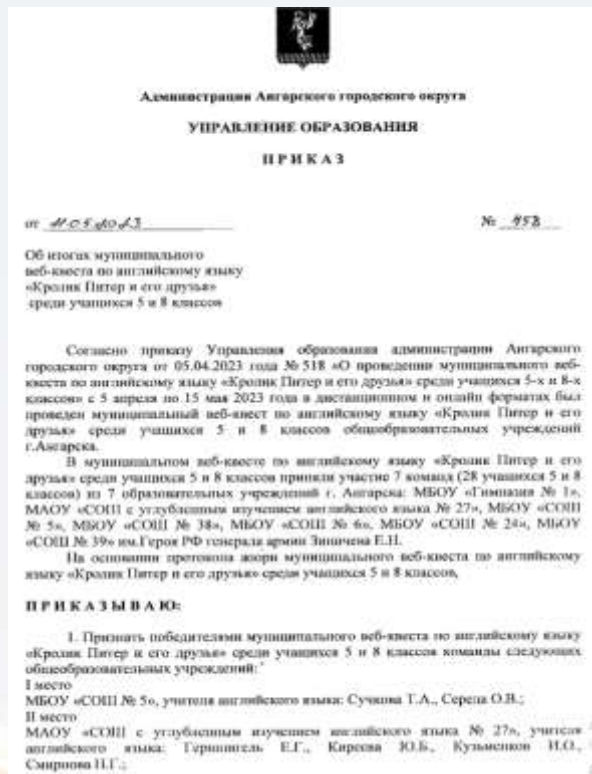 Администрация Ангарского городского округа
УПРАВЛЕНИЕ ОБРАЗОВАНИЯ
ПРИКАЗ
от .05.2023 № 
Об итогах муниципального
веб-квеста по английскому языку
«Кролик Питер и его друзья»
среди учащихся 5 и 8 классов
Согласно приказу Управления образования администрации Ангарского
городского округа от 05.04.2023 года № 518 «О проведении муниципального веб-
квеста по английскому языку «Кролик Питер и его друзья» среди учащихся 5-х и 8-х
классов» с 5 апреля по 15 мая 2023 года в дистанционном и онлайн форматах был
проведен муниципальный веб-квест по английскому языку «Кролик Питер и его
друзья» среди учащихся 5 и 8 классов общеобразовательных учреждений
г.Ангарска.
В муниципальном веб-квесте по английскому языку «Кролик Питер и его
друзья» среди учащихся 5 и 8 классов приняли участие 7 команд (28 учащихся 5 и 8
классов) из 7 образовательных учреждений г. Ангарска: МБОУ «Гимназия № 1»,
МАОУ «СОШ с углубленным изучением английского языка № 27», МБОУ «СОШ
№ 5», МБОУ «СОШ № 38», МБОУ «СОШ № 6», МБОУ «СОШ № 24», МБОУ
«СОШ № 39» им.Героя РФ генерала армии Зиничева Е.Н.
На основании протокола жюри муниципального веб-квеста по английскому
языку «Кролик Питер и его друзья» среди учащихся 5 и 8 классов,
ПРИКАЗЫВАЮ:
1. Признать победителями муниципального веб-квеста по английскому языку
«Кролик Питер и его друзья» среди учащихся 5 и 8 классов команды следующих
общеобразовательных учреждений:
I место
МБОУ «СОШ № 5», учителя английского языка: Сучкова Т.А., Середа О.В.;
II место
МАОУ «СОШ с углубленным изучением английского языка № 27», учителя
английского языка: Е.Г., Киреева Ю.Б., Кузьменков И.О.,
Смирнова Н.Г.;